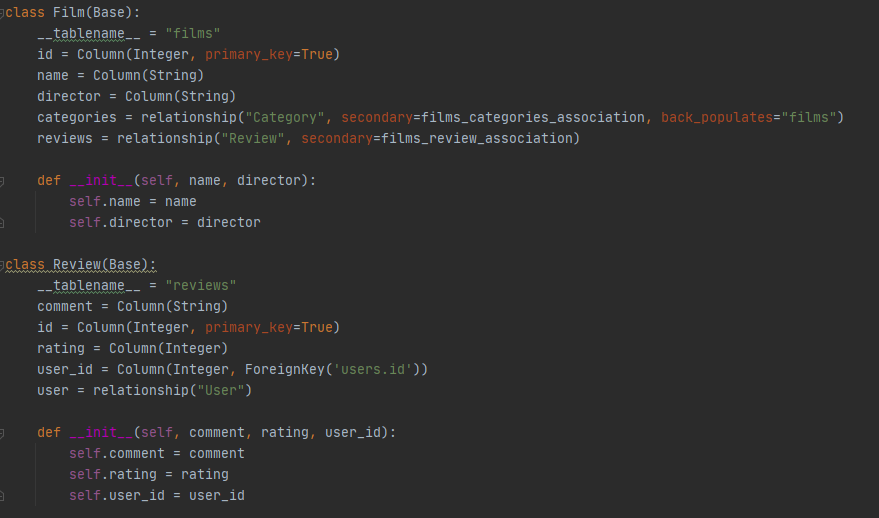 class Film(Base):
    __tablename__ = "films"
    id = Column(Integer, primary_key=True)
    name = Column(String)
    director = Column(String)
    categories = relationship("Category", secondary=films_categories_association, back_populates="films")
    reviews = relationship("Review", secondary=films_review_association)

    def __init__(self, name, director):
        self.name = name
        self.director = director

class Review(Base):
    __tablename__ = "reviews"
    comment = Column(String)
    id = Column(Integer, primary_key=True)
    rating = Column(Integer)
    user_id = Column(Integer, ForeignKey('users.id'))
    user = relationship("User")

    def __init__(self, comment, rating, user_id):
        self.comment = comment
        self.rating = rating
        self.user_id = user_id